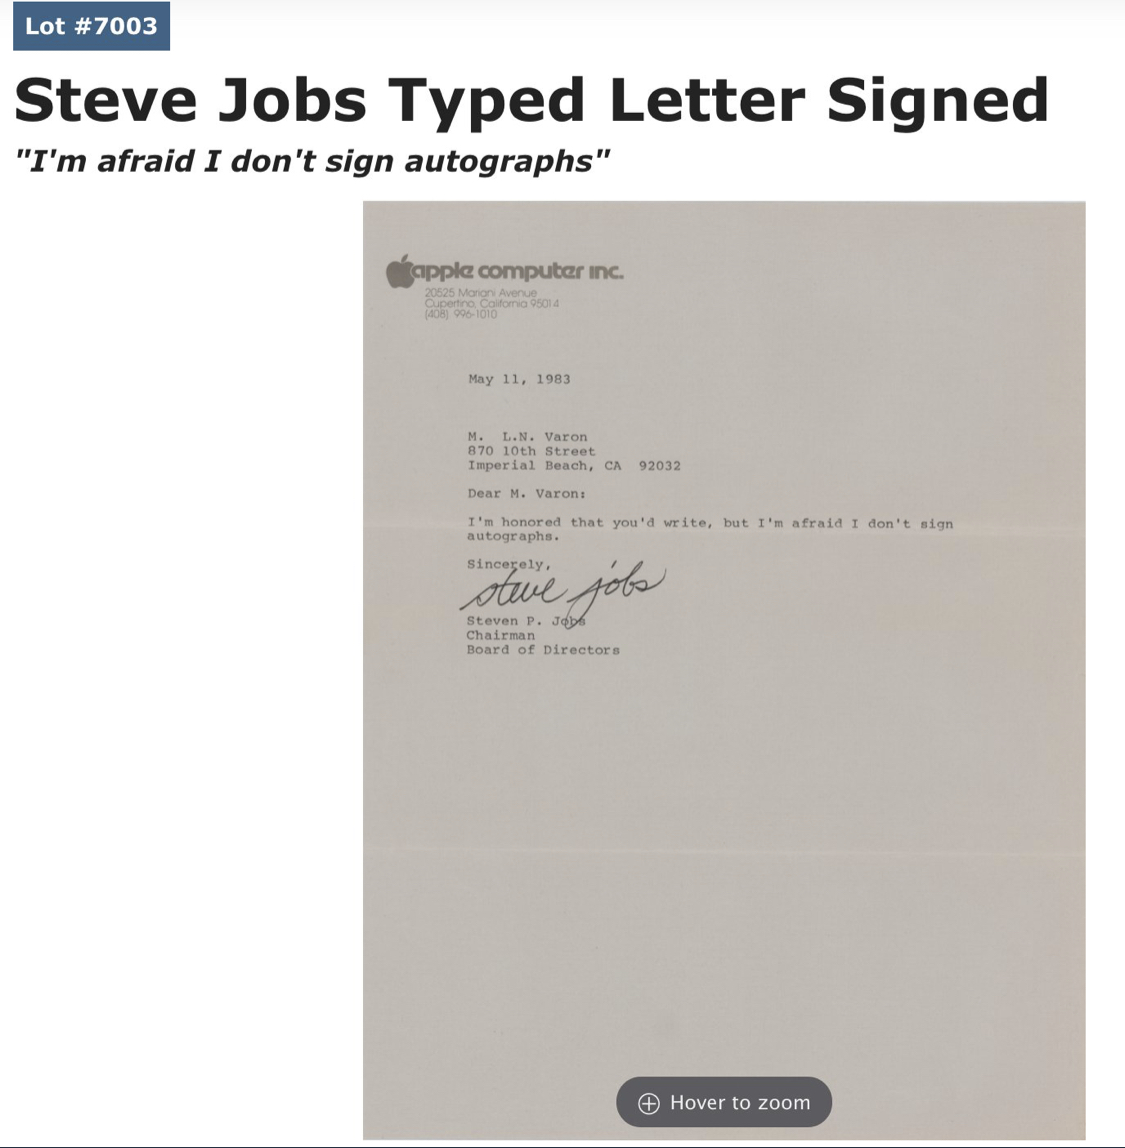 Lot #7003
Steve Jobs Typed Letter Signed
"I'm afraid I don't sign autographs"
apple computer inc.
20525 Mariani Avenue
Cupertino, California 95014
(408) 996-1010
May 11, 1983
M.  L.N. Varon
870 10th Street
Imperial Beach, CA  92032
Dear M. Varon:
I'm honored that you'd write, but I'm afraid I don't sign
autographs.
Sincerely,
steve jobs
Steven P. Jobs
Chairman
Board of Directors
Hover to zoom